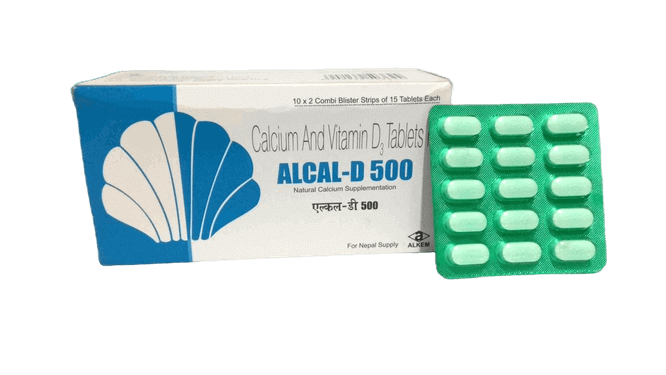 10 x 2 Combi Blister Strips of 15 Tablets Each
Calcium And Vitamin D₃ Tablets
ALCAL-D 500
Natural Calcium Supplementation
एल्कल-डी 500
For Nepal Supply
ALKEM